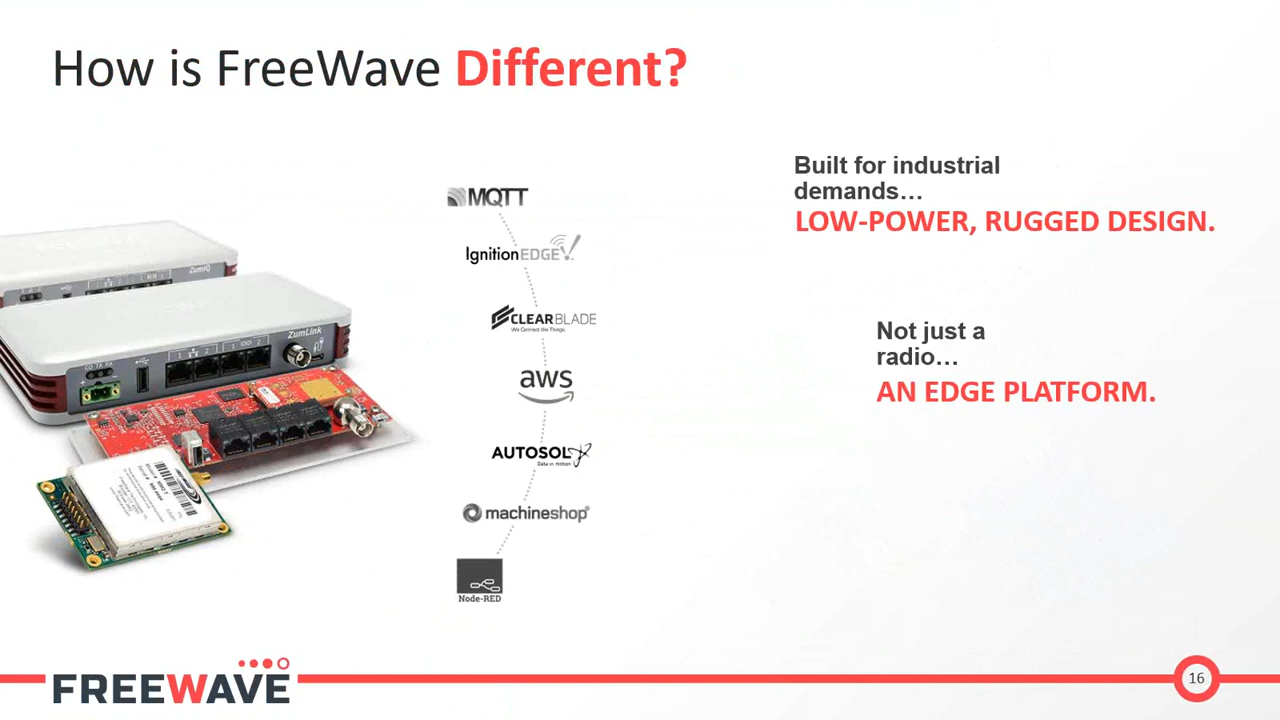 How is FreeWave Different?
MQTT
IgnitionEDGE!
CLEARBLADE
We Connect the Things.
aws
AUTOSOL
Data in Motion
machineshop
Node-RED
Built for industrial
demands…
LOW-POWER, RUGGED DESIGN.
Not just a
radio…
AN EDGE PLATFORM.
ZumIQ
ZumLink
FREEWAVE
16